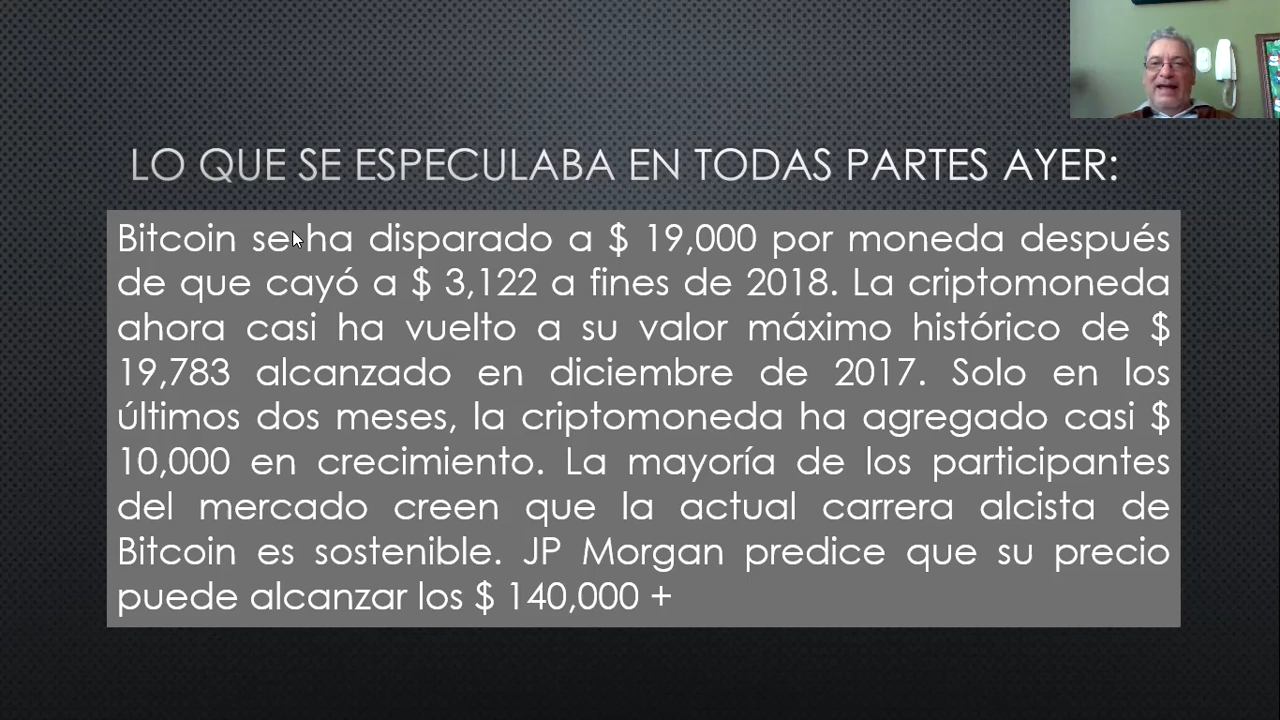 LO QUE SE ESPECULABA EN TODAS PARTES AYER:
Bitcoin se ha disparado a $ 19,000 por moneda después
de que cayó a $ 3,122 a fines de 2018. La criptomoneda
ahora casi ha vuelto a su valor máximo histórico de $
19,783 alcanzado en diciembre de 2017. Solo en los
últimos dos meses, la criptomoneda ha agregado casi $
10,000 en crecimiento. La mayoría de los participantes
del mercado creen que la actual carrera alcista de
Bitcoin es sostenible. JP Morgan predice que su precio
puede alcanzar los $ 140,000 +